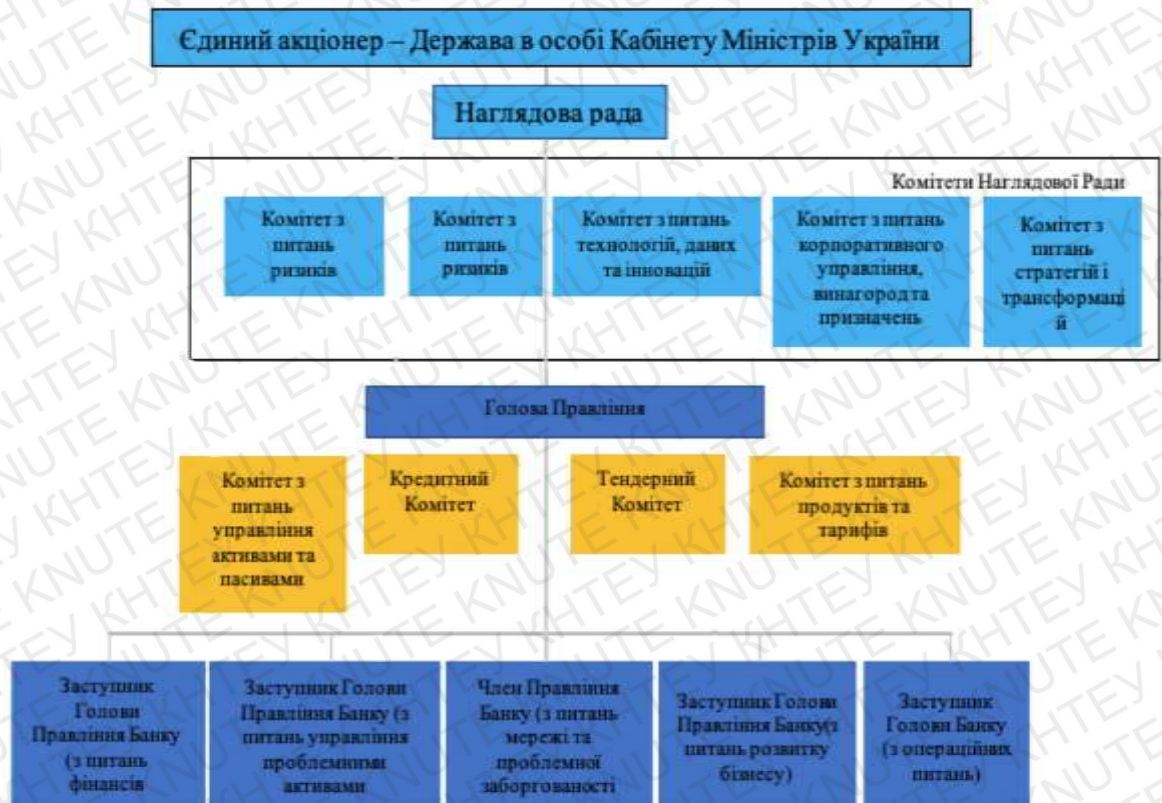 Єдиний акціонер – Держава в особі Кабінету Міністрів України
Наглядова рада
Комітети Наглядової Ради
Комітет з
питань
ризиків
Комітет з
питань
ризиків
Комітет з питань
технологій, даних
та інновацій
Комітет з питань
корпоративного
управління,
винагород та
призначень
Комітет з
питань
стратегій і
трансформаці
й
Голова Правління
Комітет з
питань
управління
активами та
пасивами
Кредитний
Комітет
Тендерний
Комітет
Комітет з питань
продуктів та
тарифів
Заступник
Голови
Правління Банку
(з питань
фінансів
Заступник Голови
Правління Банку (з
питань управління
проблемними
активами
Член Правління
Банку (з питань
мережі та
проблемної
заборгованості
Заступник Голови
Правління Банку(з
питань розвитку
бізнесу)
Заступник
Голови Банку
(з операційних
питань)